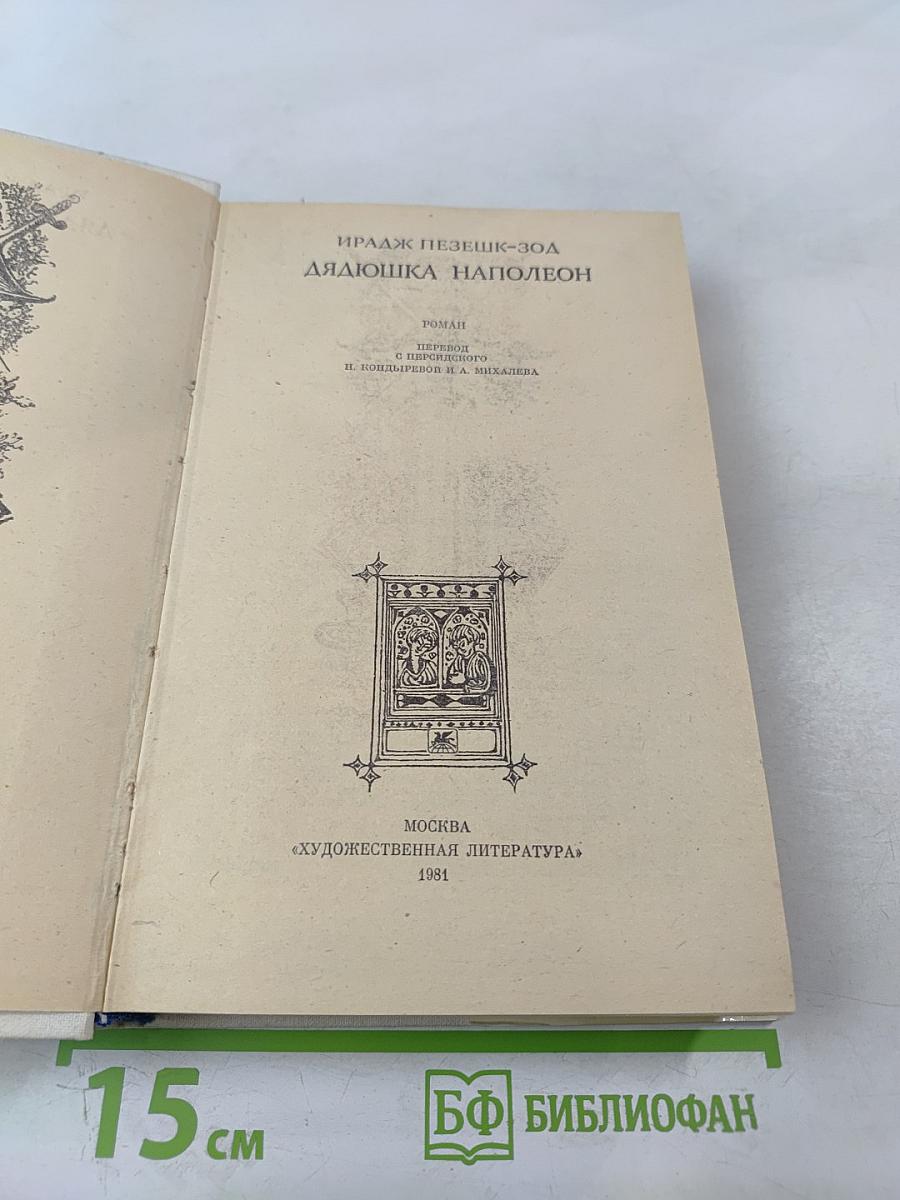 ИРАДЖ ПЕЗЕШК-ЗОД
ДЯДЮШКА НАПОЛЕОН
РОМАН
ПЕРЕВОД
С ПЕРСИДСКОГО
Н. КОНДЫРЕВОЙ И А. МИХАЛЕВА
МОСКВА
«ХУДОЖЕСТВЕННАЯ ЛИТЕРАТУРА»
1981
15 см
БФ БИБЛИОФАН